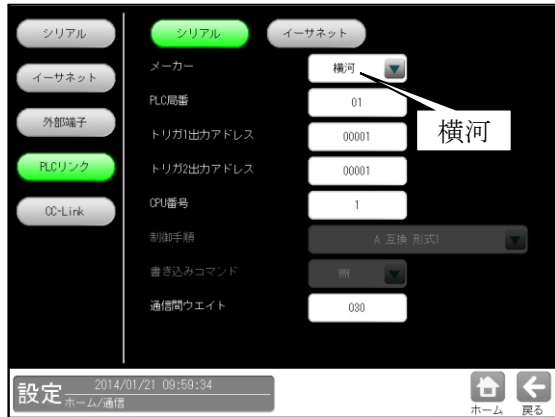 シリアル
イーサネット
外部端子
PLCリンク
CC-Link
シリアル
イーサネット
メーカー
横河
横河
PLC局番
01
トリガ1出力アドレス
00001
トリガ2出力アドレス
00001
CPU番号
1
制御手順
A 互換 形式1
書き込みコマンド
WW
通信間ウエイト
030
設定
2014/01/21 09:59:34
ホーム/通信
ホーム
戻る